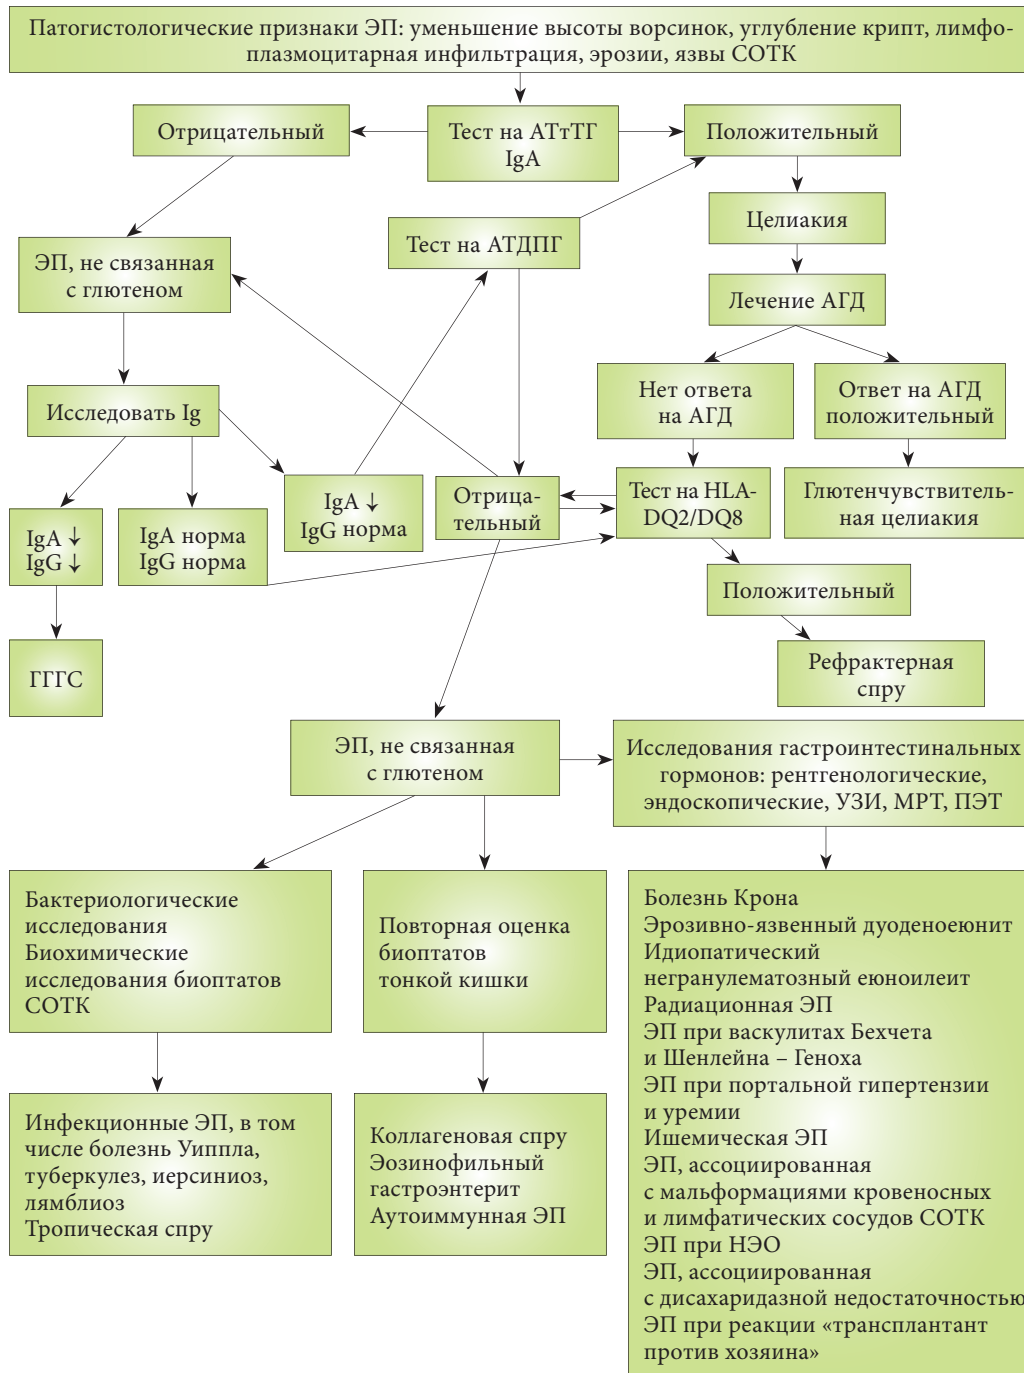 Патогистологические признаки ЭП: уменьшение высоты ворсинок, углубление крипт, лимфо-
плазмоцитарная инфильтрация, эрозии, язвы СОТК
Отрицательный
Тест на АТтТГ
IgA
Положительный
Тест на АТДПГ
Целиакия
ЭП, не связанная
с глютеном
Лечение АГД
Исследовать Ig
Нет ответа
на АГД
Ответ на АГД
положительный
IgA ↓
IgG ↓
IgA норма
IgG норма
IgA ↓
IgG норма
Отрица-
тельный
Тест на HLA-
DQ2/DQ8
Глютенчувствитель-
ная целиакия
Положительный
ГГГС
Рефрактерная
спру
ЭП, не связанная
с глютеном
Исследования гастроинтестинальных
гормонов: рентгенологические,
эндоскопические, УЗИ, МРТ, ПЭТ
Бактериологические
исследования
Биохимические
исследования биоптатов
СОТК
Повторная оценка
биоптатов
тонкой кишки
Болезнь Крона
Эрозивно-язвенный дуоденоеюнит
Идиопатический
негранулематозный еюноилеит
Радиационная ЭП
ЭП при васкулитах Бехчета
и Шенлейна – Геноха
ЭП при портальной гипертензии
и уремии
Ишемическая ЭП
ЭП, ассоциированная
с мальформациями кровеносных
и лимфатических сосудов СОТК
ЭП при НЭО
ЭП, ассоциированная
с дисахаридазной недостаточностью
ЭП при реакции «трансплантант
против хозяина»
Инфекционные ЭП, в том
числе болезнь Уиппла,
туберкулез, иерсиниоз,
лямблиоз
Тропическая спру
Коллагеновая спру
Эозинофильный
гастроэнтерит
Аутоиммунная ЭП